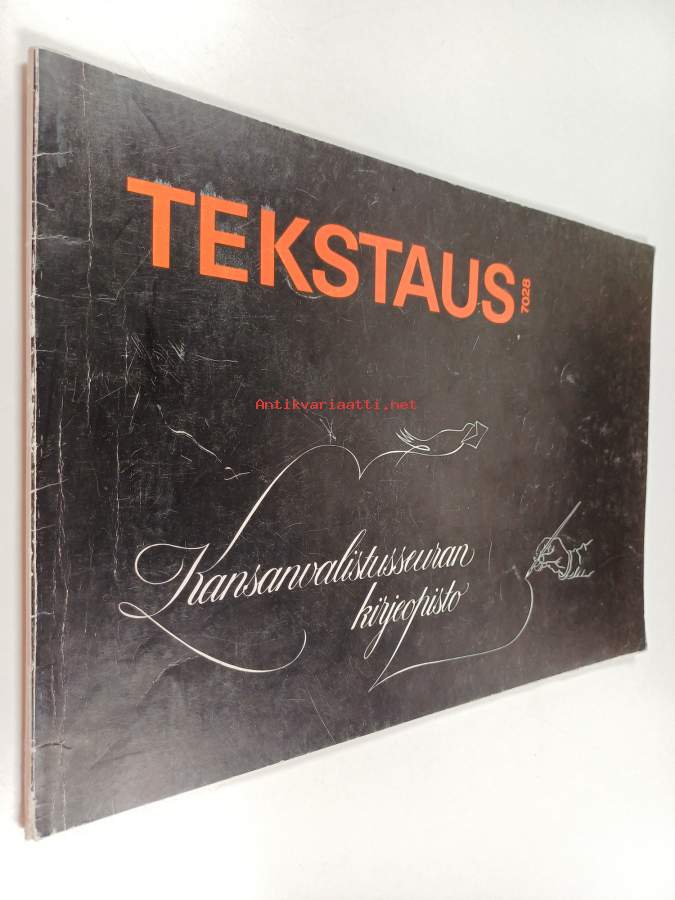 TEKSTAUS
7028
Antikvariaatti.net
Kansanvalistusseuran
kirjeopisto